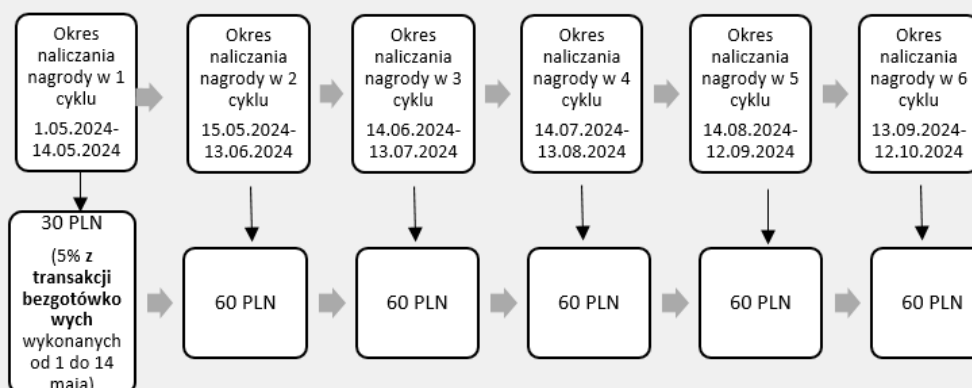 Okres
naliczania
nagrody w 1
cyklu
1.05.2024-
14.05.2024
Okres
naliczania
nagrody w 2
cyklu
15.05.2024-
13.06.2024
Okres
naliczania
nagrody w 3
cyklu
14.06.2024-
13.07.2024
Okres
naliczania
nagrody w 4
cyklu
14.07.2024-
13.08.2024
Okres
naliczania
nagrody w 5
cyklu
14.08.2024-
12.09.2024
Okres
naliczania
nagrody w 6
cyklu
13.09.2024-
12.10.2024
30 PLN
(5% z
transakcji
bezgotówko
wych
wykonanych
od 1 do 14
maja)
60 PLN
60 PLN
60 PLN
60 PLN
60 PLN